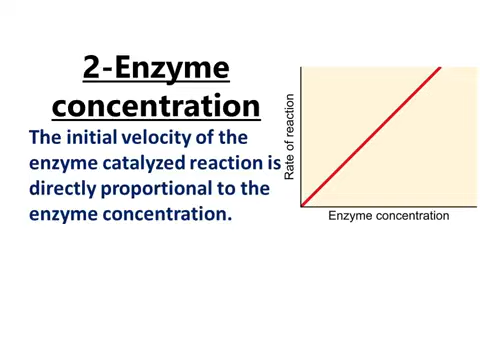 2-Enzyme
concentration
The initial velocity of the
enzyme catalyzed reaction is
directly proportional to the
enzyme concentration.
Rate of reaction
Enzyme concentration